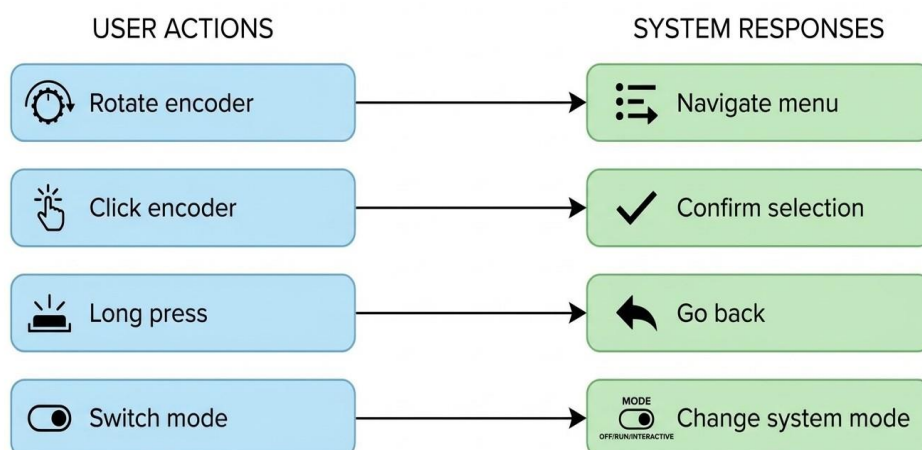 USER ACTIONS
SYSTEM RESPONSES
Rotate encoder
Navigate menu
Click encoder
Confirm selection
Long press
Go back
Switch mode
MODE
OFF/RUN/INTERACTIVE
Change system mode